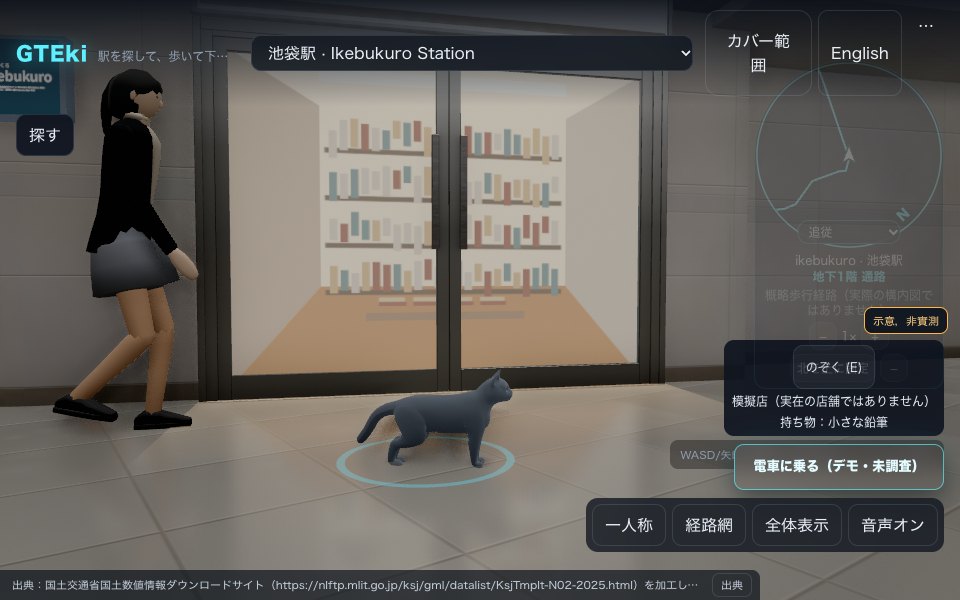 GTEki
駅を探して、歩いて下…
池袋駅 · Ikebukuro Station
カバー範囲
English
…
ebukuro
探す
N
追従
ikebukuro · 池袋駅
地下1階 通路
概略歩行経路（実際の構内図で
はありませ
示意，非實測
− 1× +
のぞく (E)
模擬店（実在の店舗ではありません）
持ち物：小さな鉛筆
WASD/矢
電車に乗る（デモ・未調査）
一人称
経路網
全体表示
音声オン
出典：国土交通省国土数値情報ダウンロードサイト（https://nlftp.mlit.go.jp/ksj/gml/datalist/KsjTmplt-N02-2025.html）を加工し…
出典